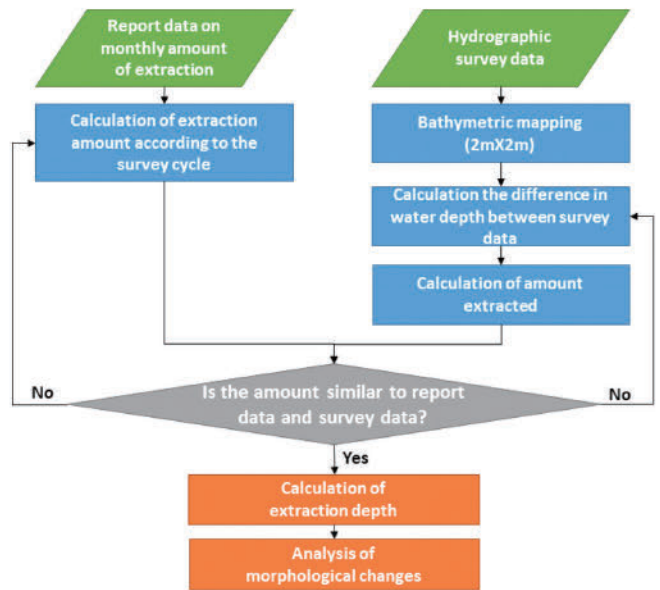 Report data on
monthly amount
of extraction
Hydrographic
survey data
Calculation of extraction
amount according to the
survey cycle
Bathymetric mapping
(2mX2m)
Calculation the difference in
water depth between survey
data
Calculation of amount
extracted
No
Is the amount similar to report
data and survey data?
No
Yes
Calculation of
extraction depth
Analysis of
morphological changes